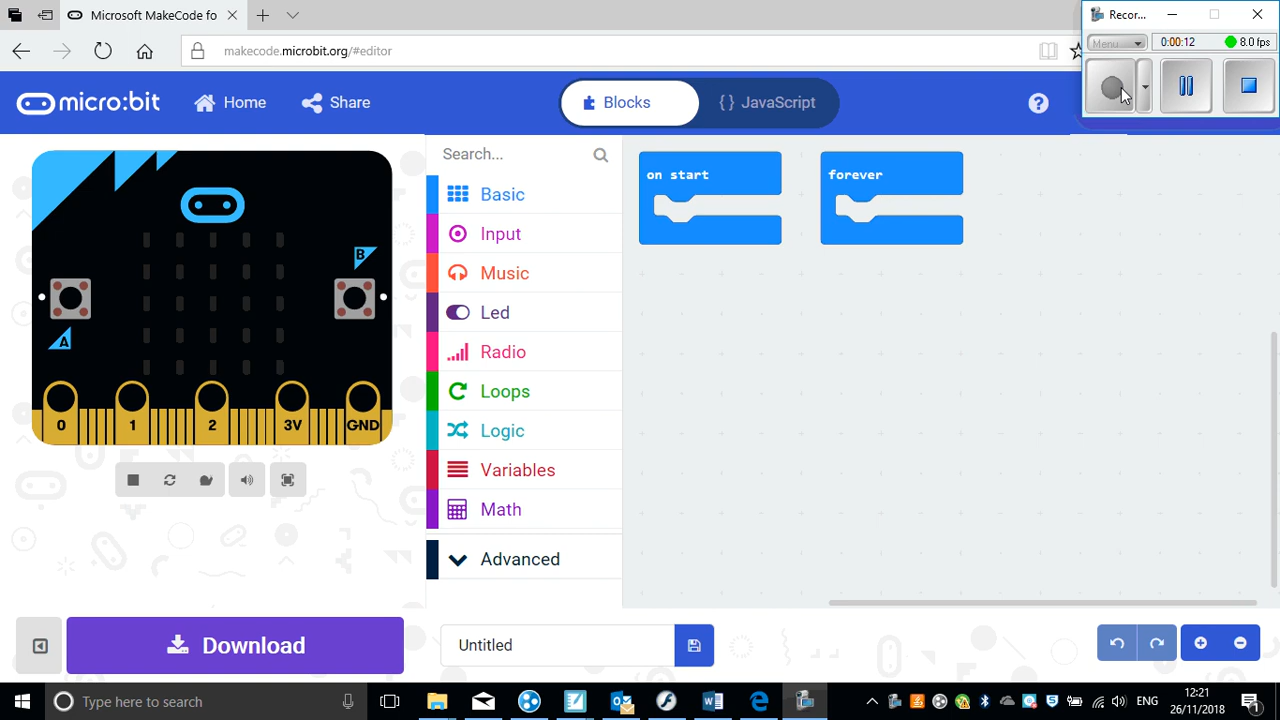 Microsoft MakeCode fo
Recor...
makecode.microbit.org/#editor
Menu
0:00:12
8.0 fps
micro:bit
Home
Share
Blocks
{ } JavaScript
?
Search...
on start
forever
Basic
Input
Music
Led
Radio
Loops
Logic
Variables
Math
Advanced
B
A
0 1 2 3V GND
Download
Untitled
Type here to search
ENG
12:21
26/11/2018
1